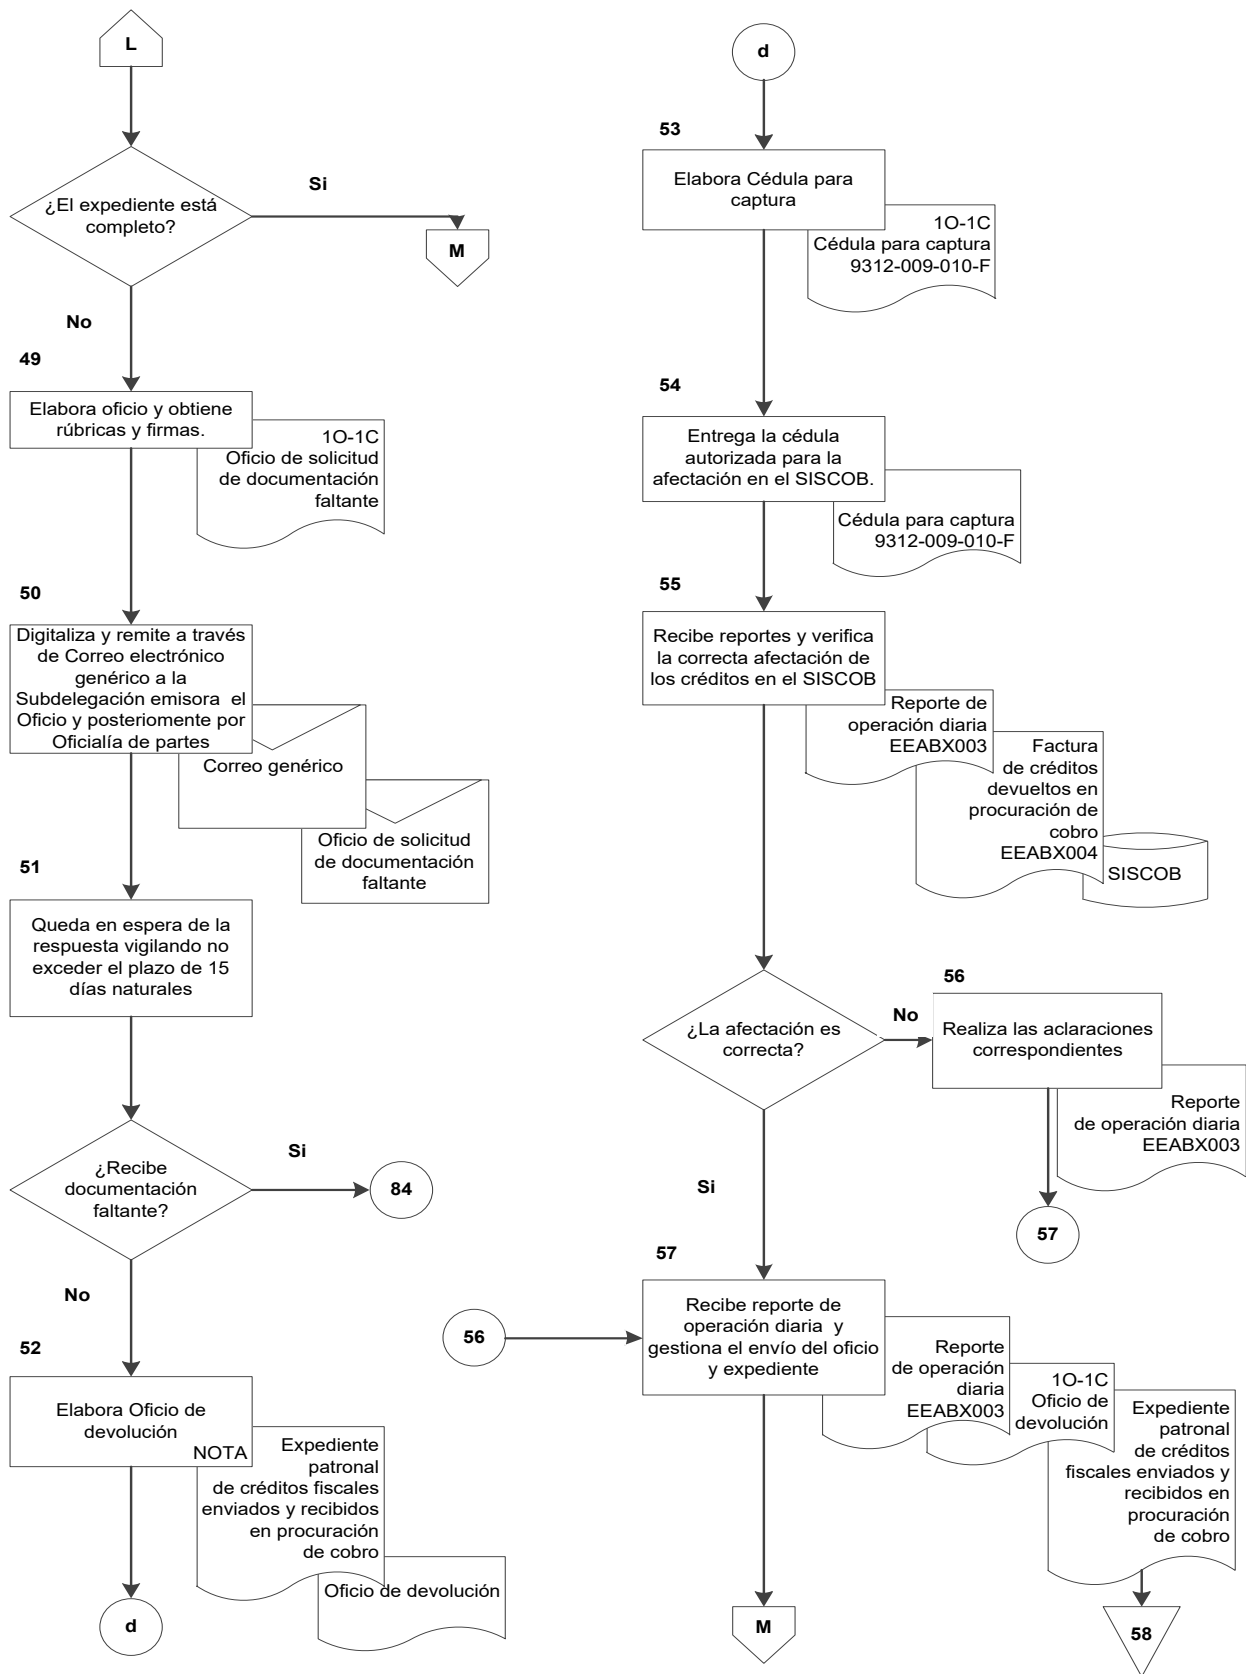 L
¿El expediente está
completo?
Si
M
No
49
Elabora oficio y obtiene
rúbricas y firmas.
1O-1C
Oficio de solicitud
de documentación
faltante
50
Digitaliza y remite a través
de Correo electrónico
genérico a la
Subdelegación emisora el
Oficio y posteriomente por
Oficialía de partes
Correo genérico
Oficio de solicitud
de documentación
faltante
51
Queda en espera de la
respuesta vigilando no
exceder el plazo de 15
días naturales
¿Recibe
documentación
faltante?
Si
84
No
52
Elabora Oficio de
devolución
NOTA
Expediente
patronal
de créditos fiscales
enviados y recibidos
en procuración
de cobro
Oficio de devolución
d
d
53
Elabora Cédula para
captura
1O-1C
Cédula para captura
9312-009-010-F
54
Entrega la cédula
autorizada para la
afectación en el SISCOB.
Cédula para captura
9312-009-010-F
55
Recibe reportes y verifica
la correcta afectación de
los créditos en el SISCOB
Reporte de
operación diaria
EEABX003
Factura
de créditos
devueltos en
procuración de
cobro
EEABX004
SISCOB
¿La afectación es
correcta?
No
56
Realiza las aclaraciones
correspondientes
Reporte
de operación diaria
EEABX003
57
Si
57
56
Recibe reporte de
operación diaria y
gestiona el envío del oficio
y expediente
Reporte
de operación
diaria
EEABX003
1O-1C
Oficio de
devolución
Expediente
patronal
de créditos
fiscales enviados y
recibidos en
procuración
de cobro
M
58